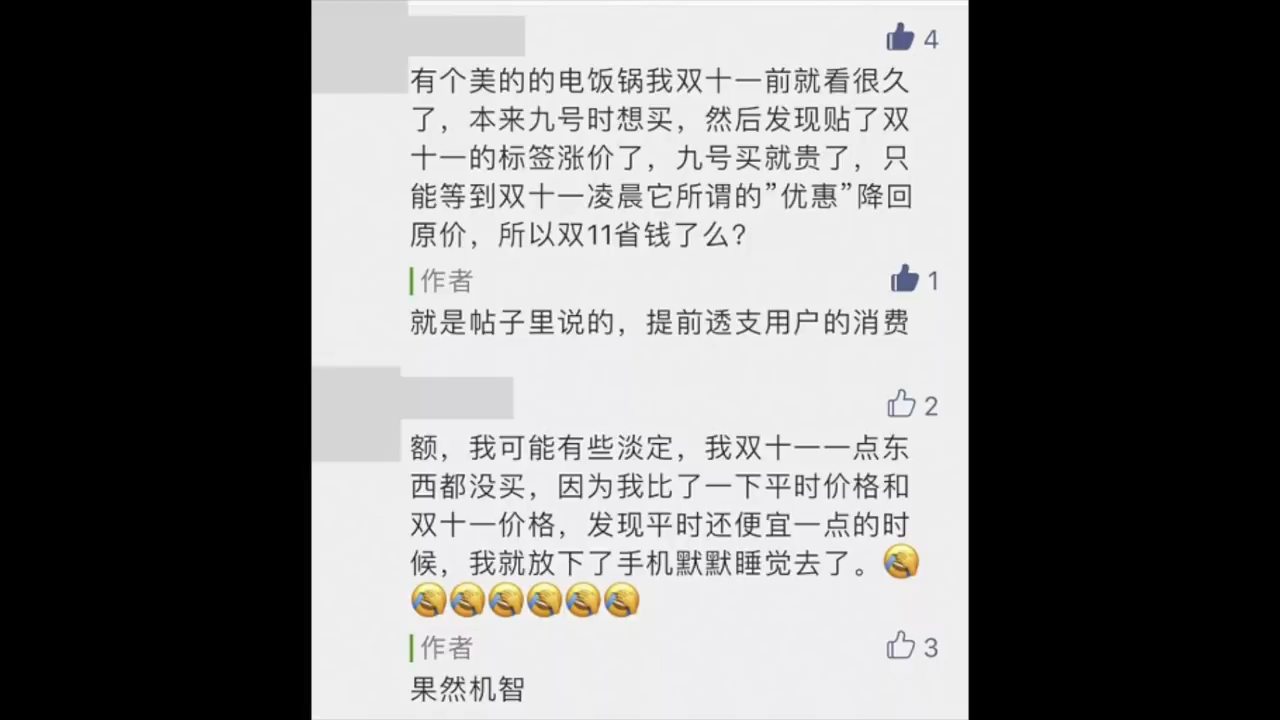 4
有个美的的电饭锅我双十一前就看很久
了，本来九号时想买，然后发现贴了双
十一的标签涨价了，九号买就贵了，只
能等到双十一凌晨它所谓的”优惠”降回
原价，所以双11省钱了么？
作者 1
就是帖子里说的，提前透支用户的消费
2
额，我可能有些淡定，我双十一一点东
西都没买，因为我比了一下平时价格和
双十一价格，发现平时还便宜一点的时
候，我就放下了手机默默睡觉去了。
作者 3
果然机智